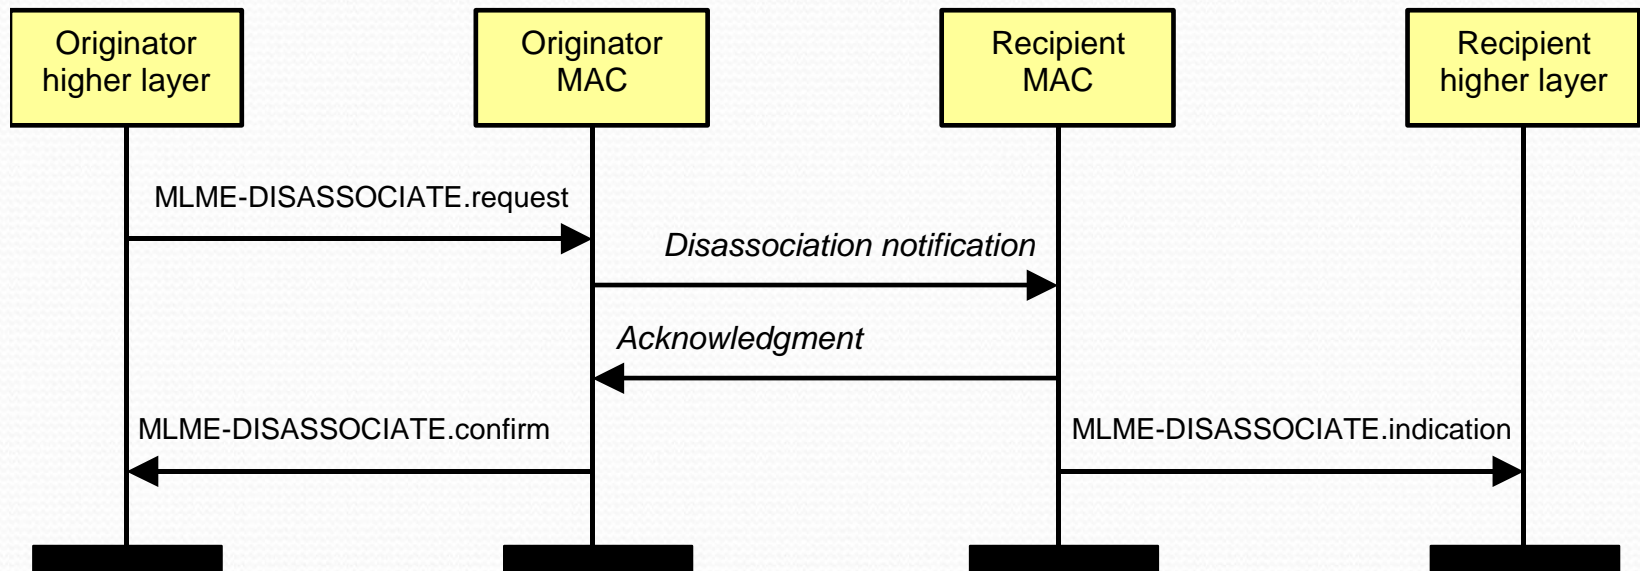 Originator
higher layer
Originator
MAC
Recipient
MAC
Recipient
higher layer
MLME-DISASSOCIATE.request
Disassociation notification
Acknowledgment
MLME-DISASSOCIATE.confirm
MLME-DISASSOCIATE.indication